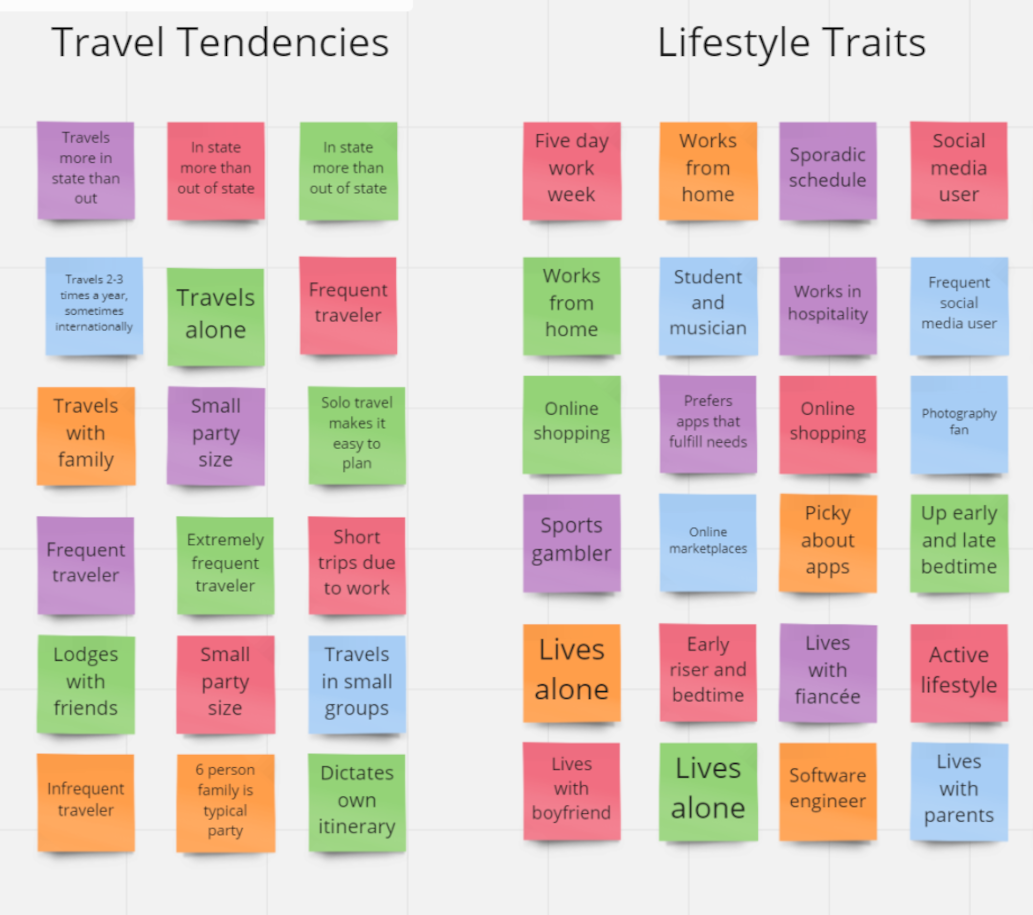 Travel Tendencies
Travels
more in
state than
out
In state
more than
out of state
In state
more than
out of state
Travels 2-3
times a year,
sometimes
internationally
Travels
alone
Frequent
traveler
Travels
with
family
Small
party
size
Solo travel
makes it
easy to
plan
Frequent
traveler
Extremely
frequent
traveler
Short
trips due
to work
Lodges
with
friends
Small
party
size
Travels
in small
groups
Infrequent
traveler
6 person
family is
typical
party
Dictates
own
itinerary
Lifestyle Traits
Five day
work
week
Works
from
home
Sporadic
schedule
Social
media
user
Works
from
home
Student
and
musician
Works in
hospitality
Frequent
social
media user
Online
shopping
Prefers
apps that
fulfill needs
Online
shopping
Photography
fan
Sports
gambler
Online
marketplaces
Picky
about
apps
Up early
and late
bedtime
Lives
alone
Early
riser and
bedtime
Lives
with
fiancée
Active
lifestyle
Lives
with
boyfriend
Lives
alone
Software
engineer
Lives
with
parents